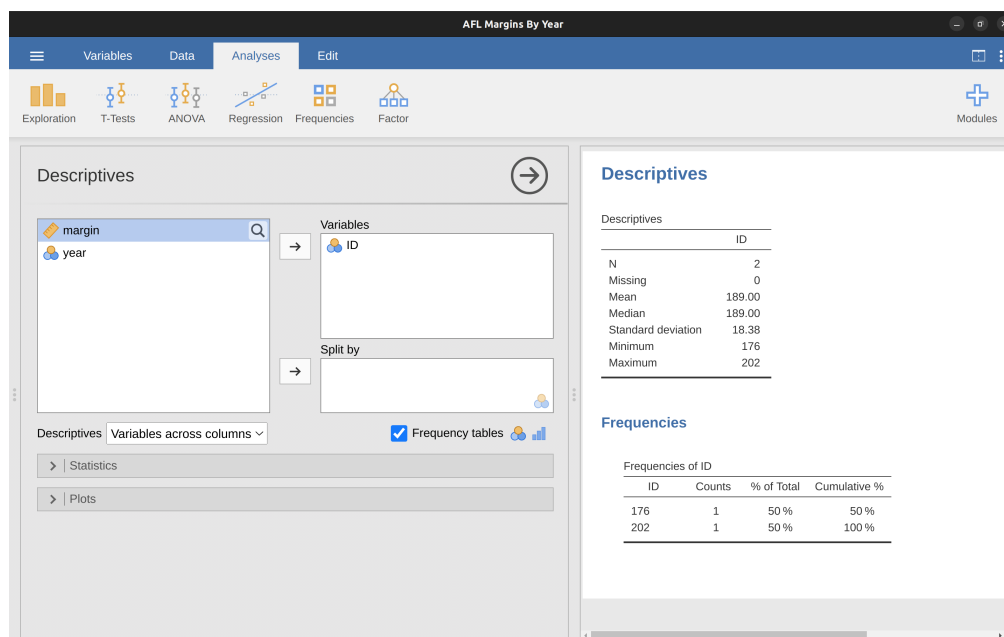 AFL Margins By Year
Variables Data Analyses Edit
Exploration T-Tests ANOVA Regression Frequencies Factor Modules
Descriptives
margin
year
Variables
ID
Split by
Descriptives Variables across columns Frequency tables
Statistics
Plots
Descriptives
Descriptives
ID
N 2
Missing 0
Mean 189.00
Median 189.00
Standard deviation 18.38
Minimum 176
Maximum 202
Frequencies
Frequencies of ID
ID Counts % of Total Cumulative %
176 1 50 % 50 %
202 1 50 % 100 %